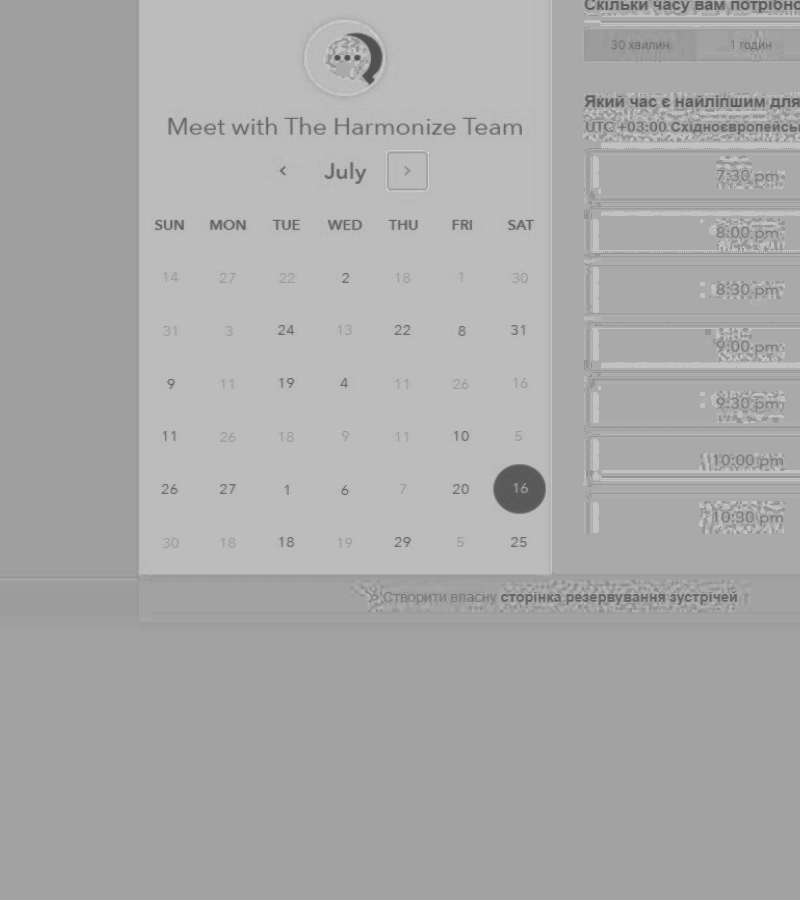 Meet with The Harmonize Team
‹ July ›
SUN MON TUE WED THU FRI SAT
14 27 22 2 18 1 30
31 3 24 13 22 8 31
9 11 19 4 11 26 16
11 26 18 9 11 10 5
26 27 1 6 7 20 16
30 18 18 19 29 5 25
Скільки часу вам потрібно
30 хвилин 1 годин
Який час є найліпшим для
UTC +03:00 Східноєвропейсь
7:30 pm
8:00 pm
8:30 pm
9:00 pm
9:30 pm
10:00 pm
10:30 pm
Створити власну сторінка резервування зустрічей